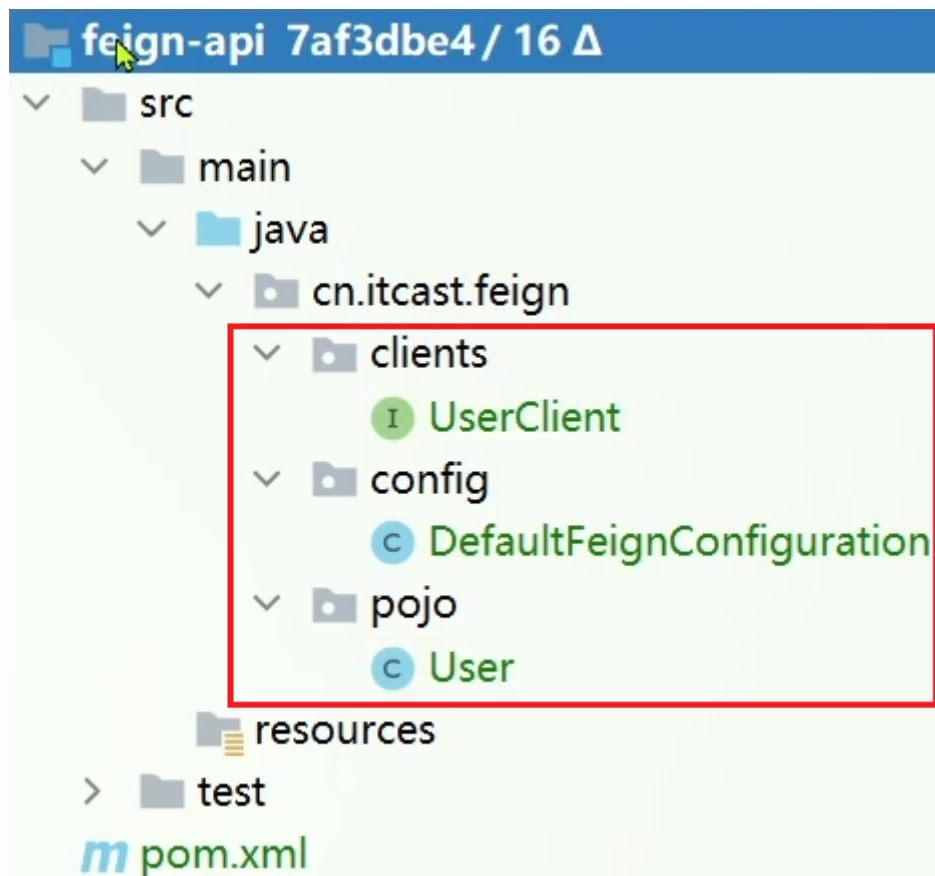 feign-api 7af3dbe4 / 16 Δ
src
main
java
cn.itcast.feign
clients
I UserClient
config
C DefaultFeignConfiguration
pojo
C User
resources
test
m pom.xml